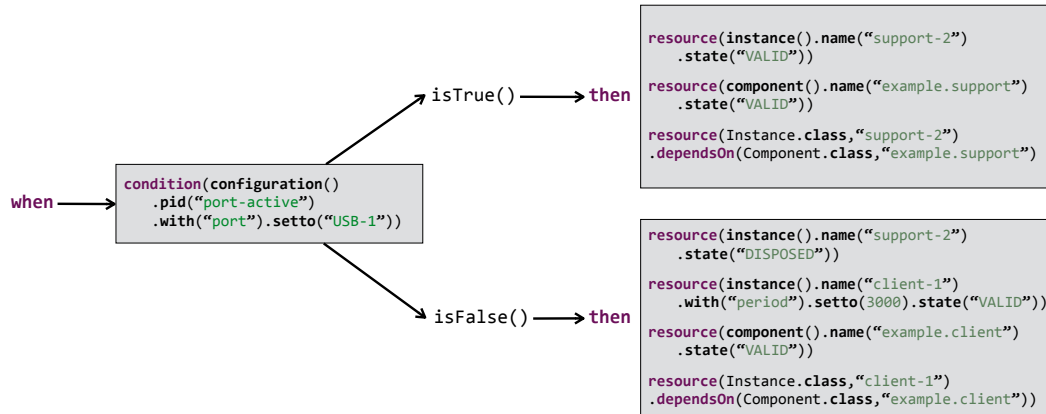 when
condition(configuration()
.pid(“port-active”)
.with(“port”).setto(“USB-1”))
isTrue()
then
resource(instance().name(“support-2”)
.state(“VALID”))
resource(component().name(“example.support”)
.state(“VALID”))
resource(Instance.class,“support-2”)
.dependsOn(Component.class,“example.support”)
isFalse()
then
resource(instance().name(“support-2”)
.state(“DISPOSED”))
resource(instance().name(“client-1”)
.with(“period”).setto(3000).state(“VALID”))
resource(component().name(“example.client”)
.state(“VALID”))
resource(Instance.class,“client-1”)
.dependsOn(Component.class,“example.client”))